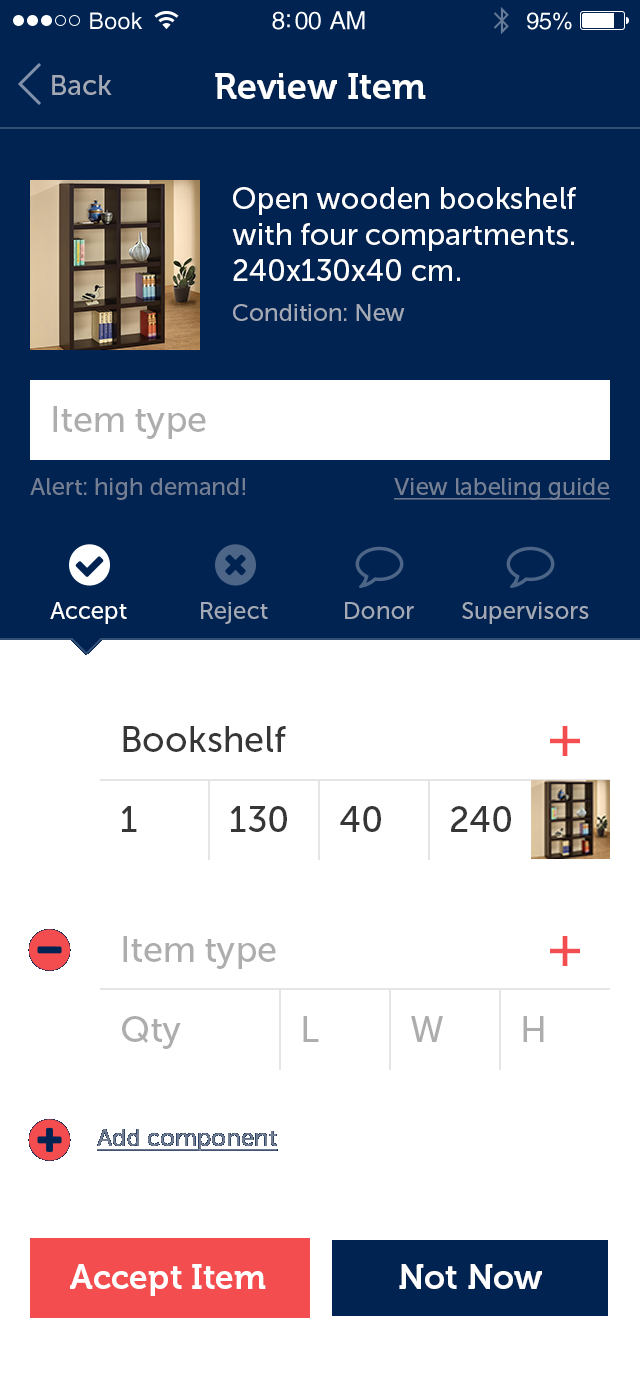 Book 8:00 AM 95%
Back Review Item
Open wooden bookshelf
with four compartments.
240x130x40 cm.
Condition: New
Item type
Alert: high demand! View labeling guide
Accept Reject Donor Supervisors
Bookshelf
1 130 40 240
Item type
Qty L W H
Add component
Accept Item Not Now